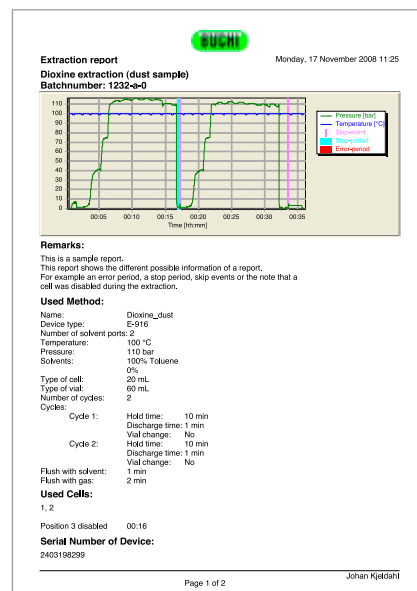 BUCHI
Extraction report
Monday, 17 November 2008 11:25
Dioxine extraction (dust sample)
Batchnumber: 1232-a-0
110
100
90
80
70
60
50
40
30
20
10
0
00:05 00:10 00:15 00:20 00:25 00:30 00:35
Time [hh:mm]
Pressure [bar]
Temperature [°C]
Skip-event
Stop-period
Error-period
Remarks:
This is a sample report.
This report shows the different possible information of a report.
For example an error period, a stop period, skip events or the note that a
cell was disabled during the extraction.
Used Method:
Name: Dioxine_dust
Device type: E-916
Number of solvent ports: 2
Temperature: 100 °C
Pressure: 110 bar
Solvents: 100% Toluene
0%
Type of cell: 20 mL
Type of vial: 60 mL
Number of cycles: 2
Cycles:
Cycle 1: Hold time: 10 min
Discharge time: 1 min
Vial change: No
Cycle 2: Hold time: 10 min
Discharge time: 1 min
Vial change: No
Flush with solvent: 1 min
Flush with gas: 2 min
Used Cells:
1, 2
Position 3 disabled 00:16
Serial Number of Device:
2403198299
Johan Kjeldahl
Page 1 of 2